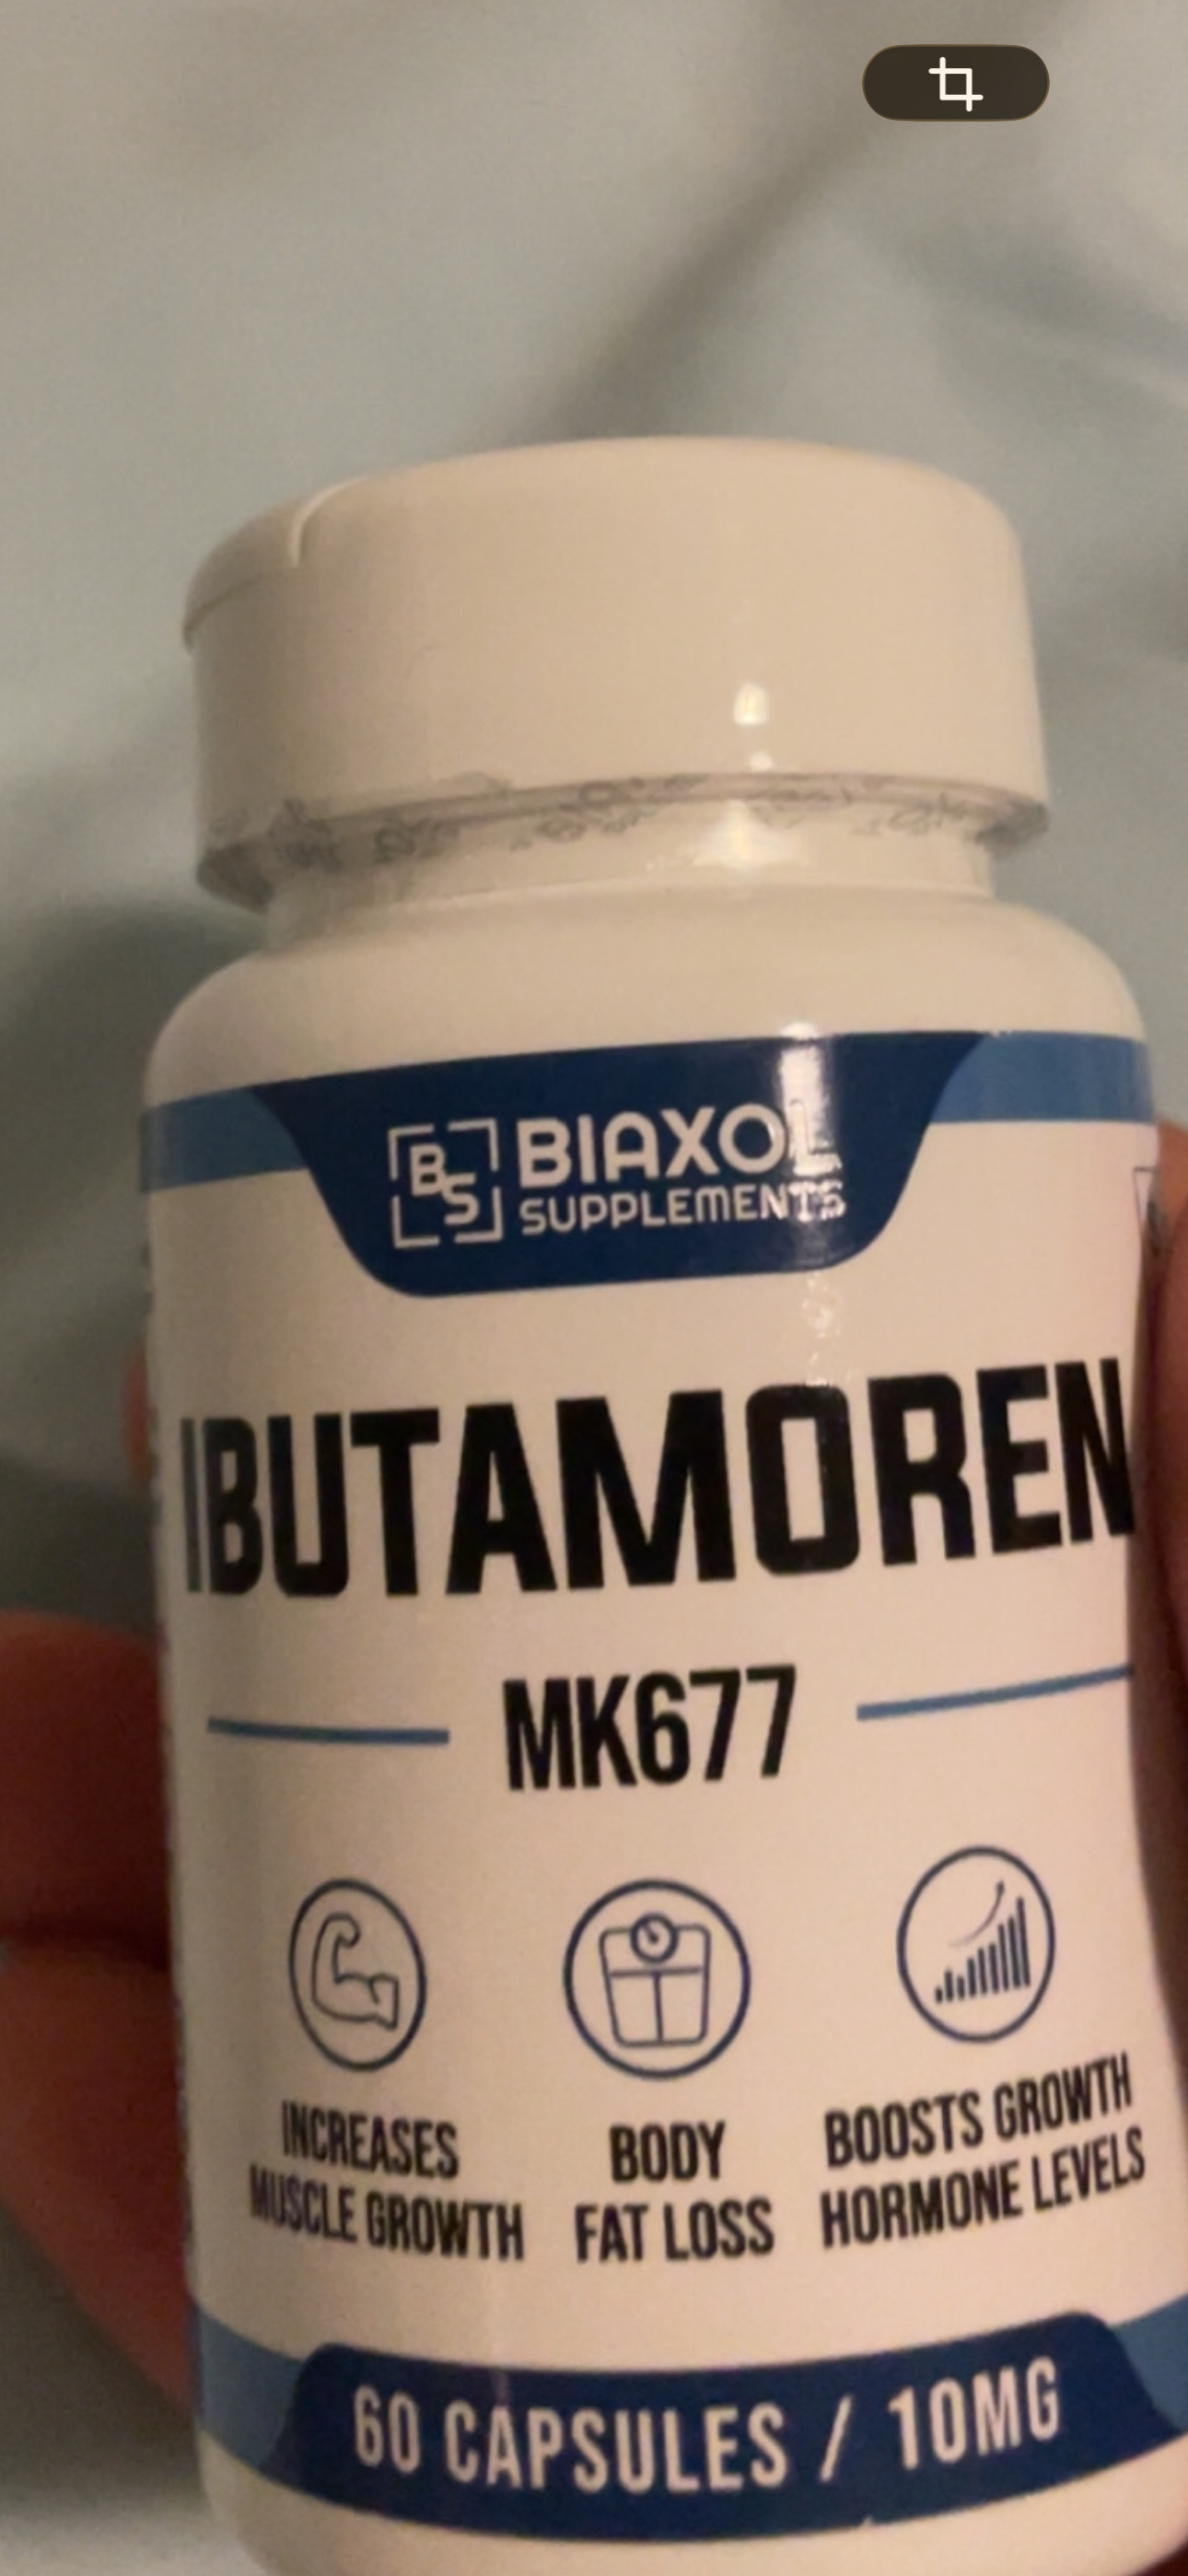 BS
BIAXOL
SUPPLEMENTS
IBUTAMOREN
MK677
INCREASES
MUSCLE GROWTH
BODY
FAT LOSS
BOOSTS GROWTH
HORMONE LEVELS
60 CAPSULES / 10MG